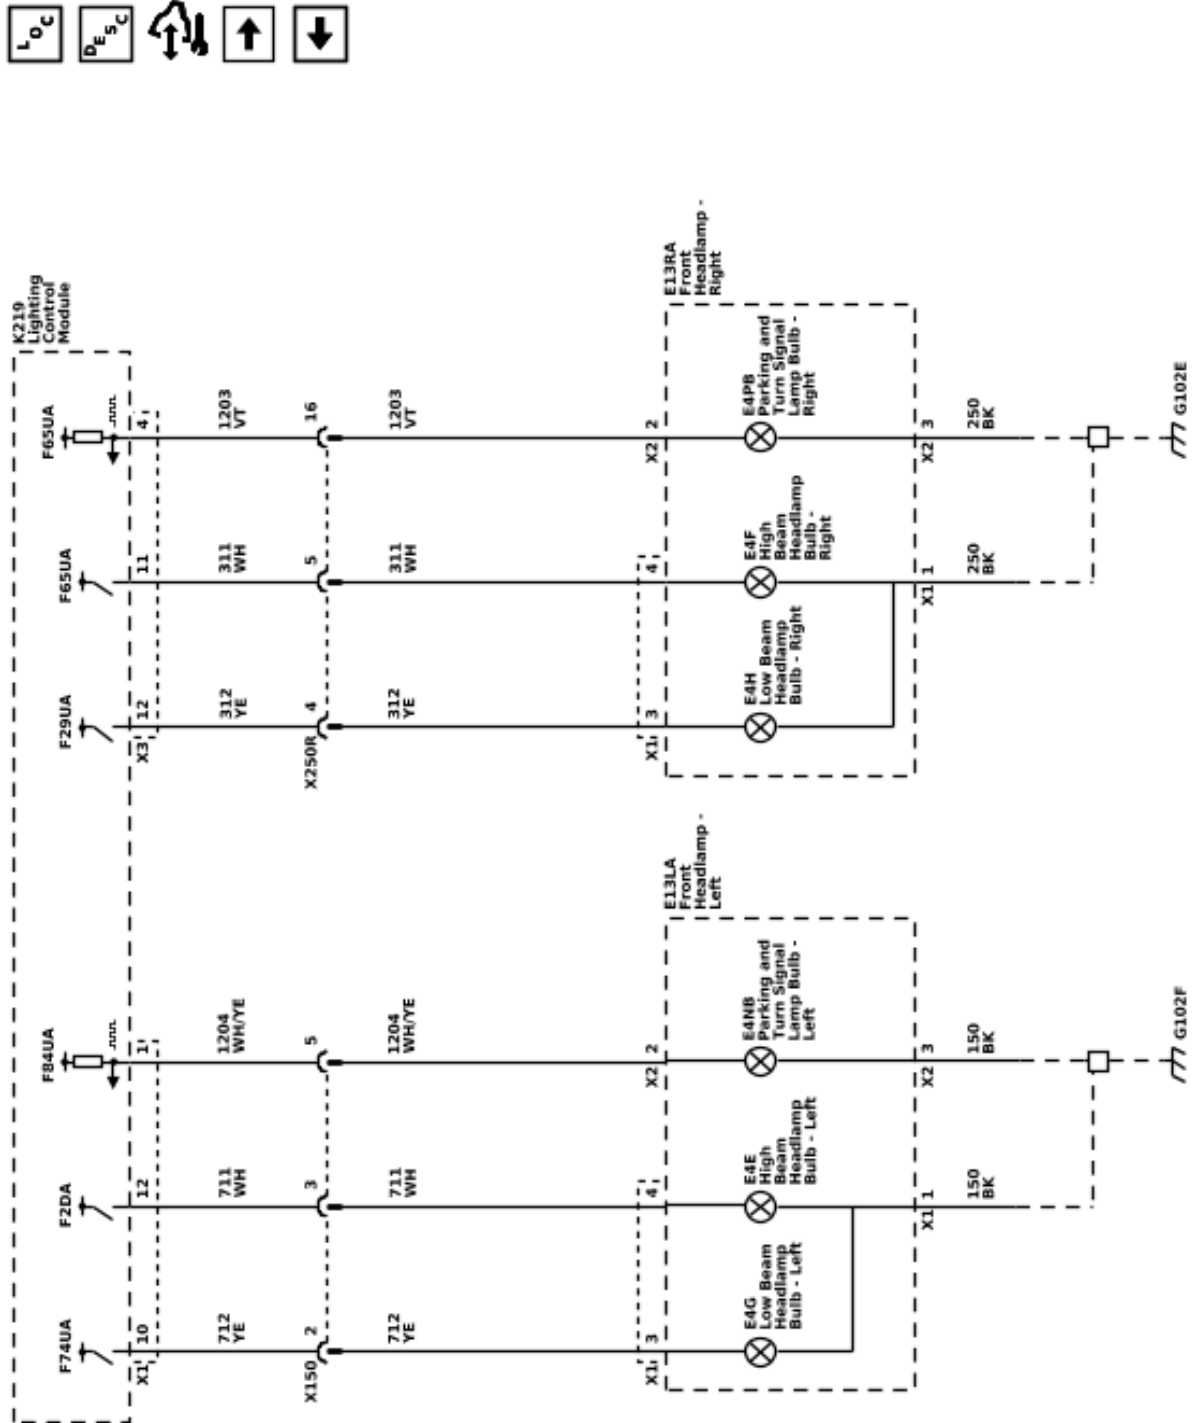 LOC
DESC
K219
Lighting
Control
Module
F74UA
F2DA
F84UA
F29UA
F65UA
F65UA
X1 10
12
1
X3 12
11
4
712
YE
711
WH
1204
WH/YE
312
YE
311
WH
1203
VT
X150 2
3
5
X250R 4
5
16
712
YE
711
WH
1204
WH/YE
312
YE
311
WH
1203
VT
X1 3
4
X2 2
X1 3
4
X2 2
E13LA
Front
Headlamp -
Left
E13RA
Front
Headlamp -
Right
E4G
Low Beam
Headlamp
Bulb - Left
E4E
High
Beam
Headlamp
Bulb - Left
E4NB
Parking and
Turn Signal
Lamp Bulb -
Left
E4H
Low Beam
Headlamp
Bulb - Right
E4F
High
Beam
Headlamp
Bulb -
Right
E4PB
Parking and
Turn Signal
Lamp Bulb -
Right
X1 1
X2 3
X1 1
X2 3
150
BK
150
BK
250
BK
250
BK
G102F
G102E